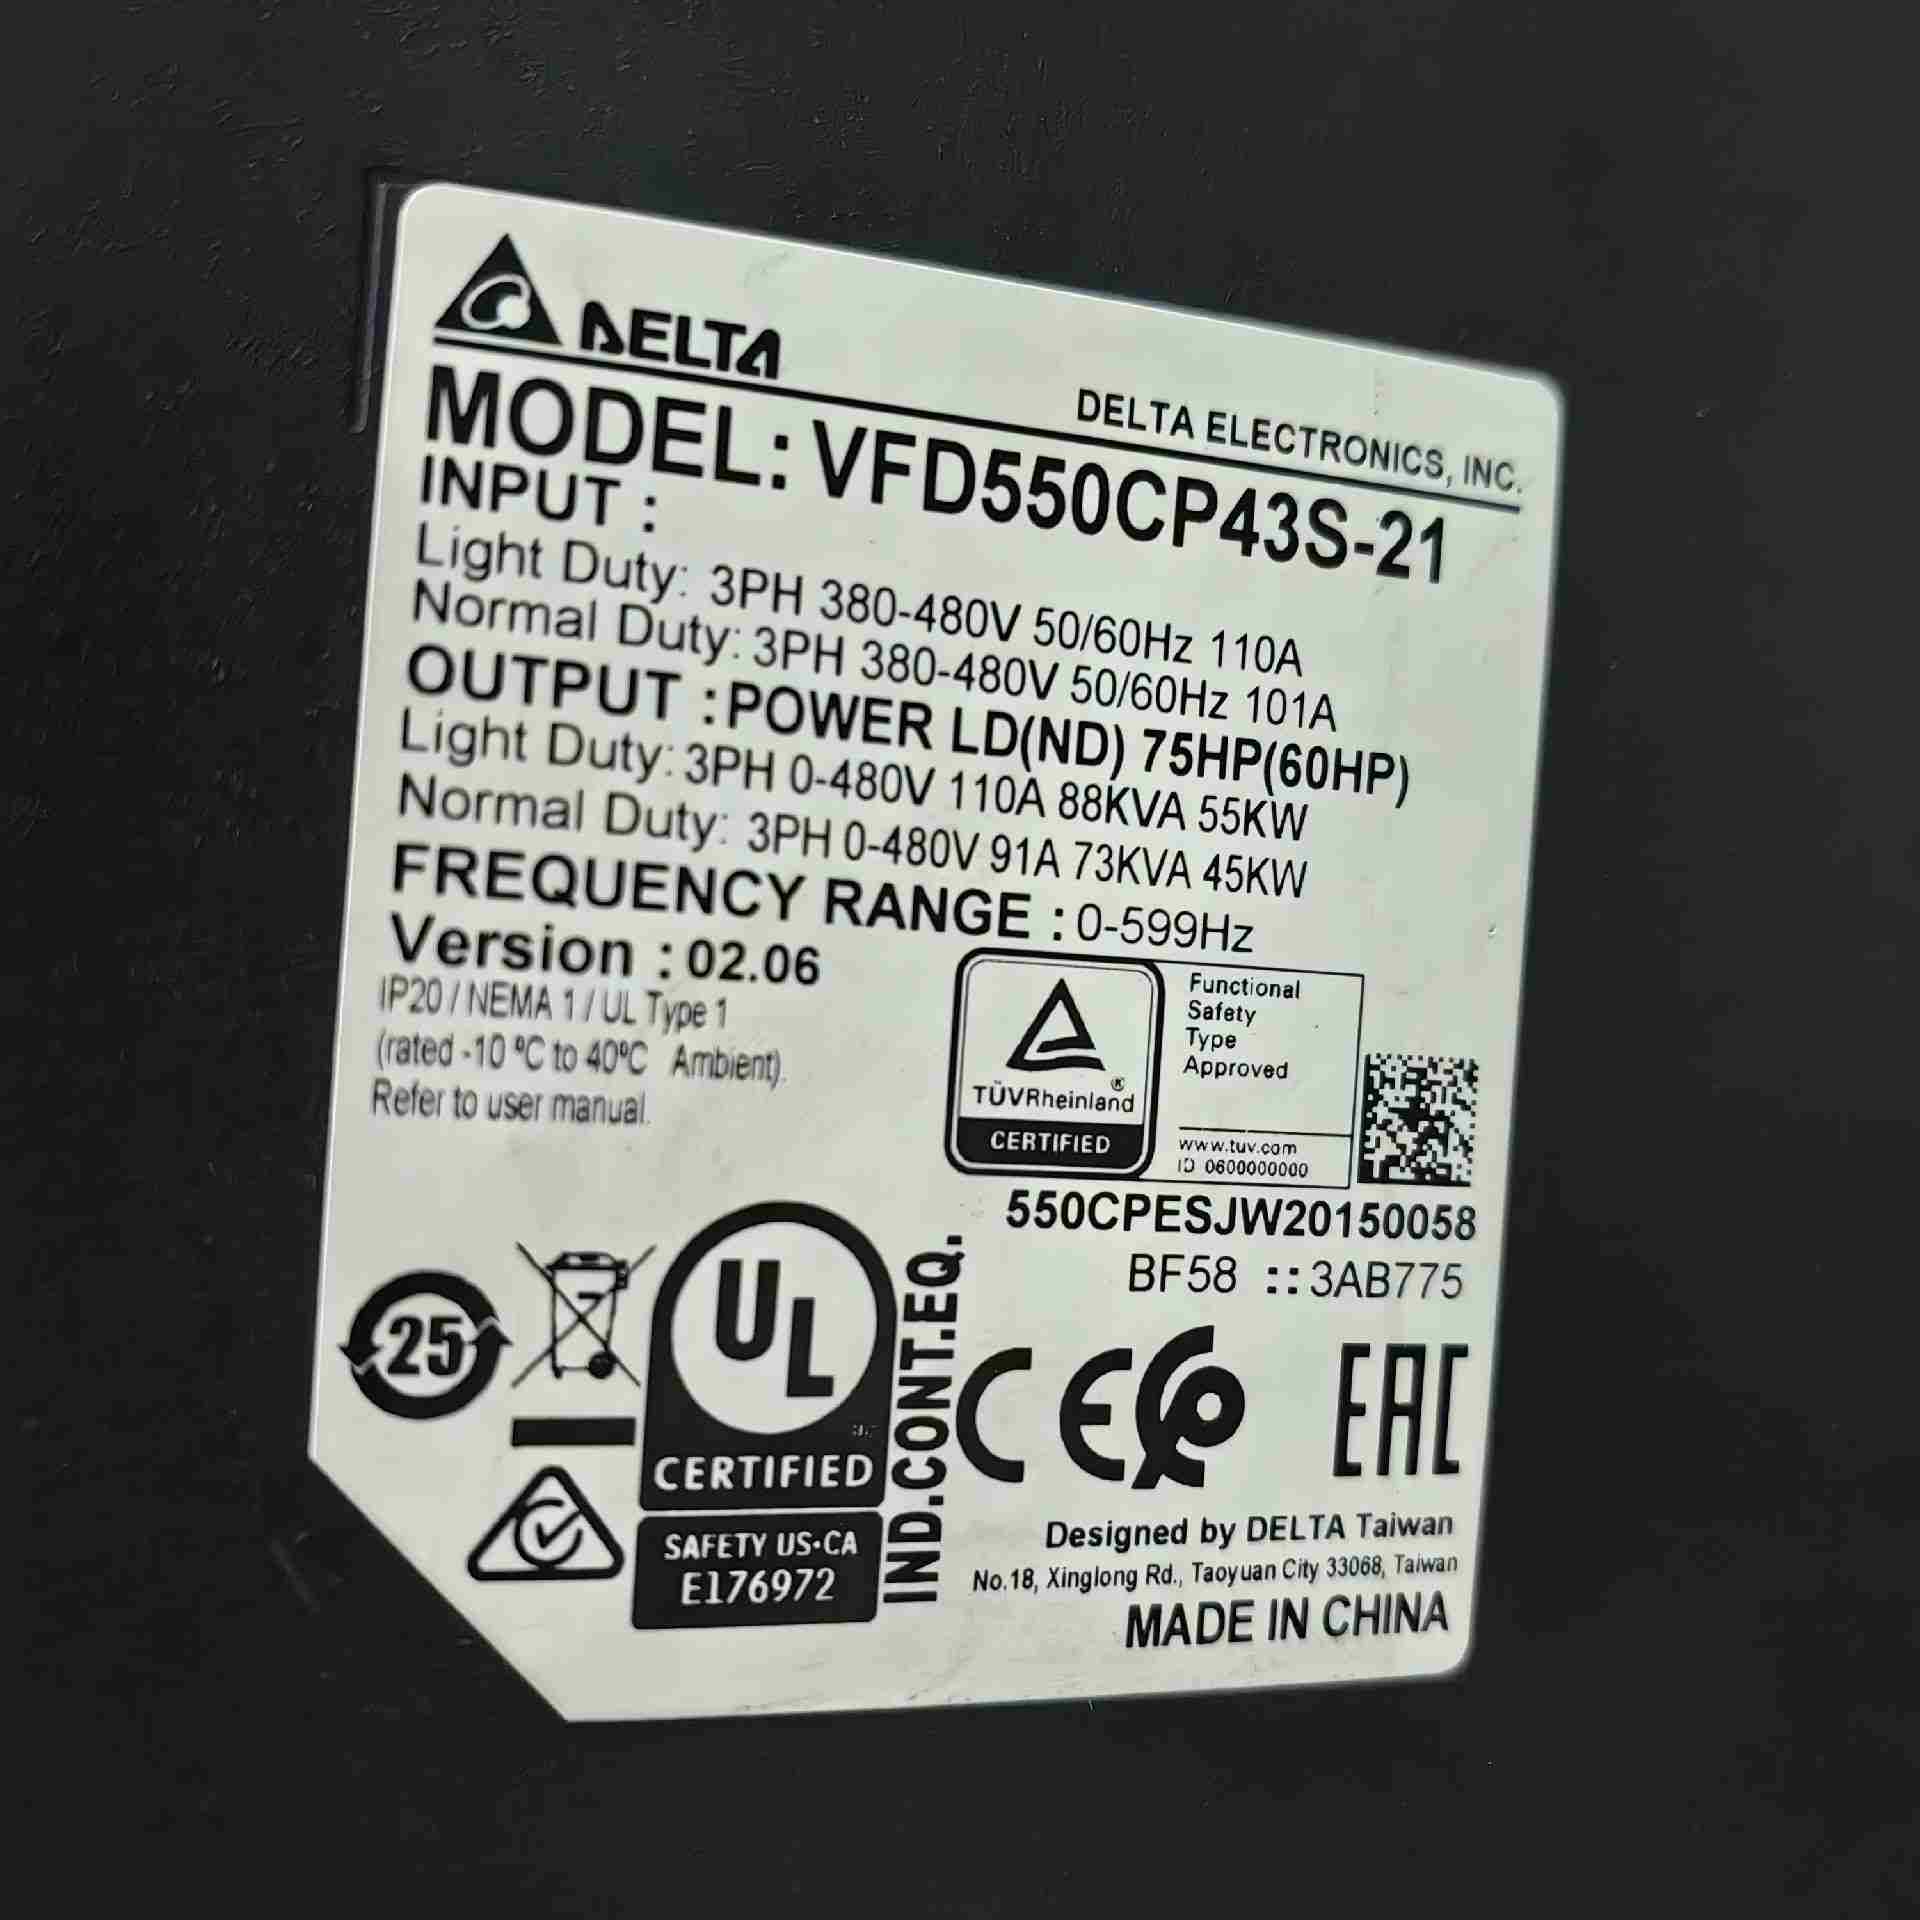 DELTA
DELTA ELECTRONICS, INC.
MODEL: VFD550CP43S-21
INPUT :
Light Duty: 3PH 380-480V 50/60Hz 110A
Normal Duty: 3PH 380-480V 50/60Hz 101A
OUTPUT : POWER LD(ND) 75HP(60HP)
Light Duty: 3PH 0-480V 110A 88KVA 55KW
Normal Duty: 3PH 0-480V 91A 73KVA 45KW
FREQUENCY RANGE : 0-599Hz
Version : 02.06
IP20 / NEMA 1 / UL Type 1
(rated -10 ºC to 40ºC Ambient).
Refer to user manual.
TÜVRheinland ®
CERTIFIED
Functional
Safety
Type
Approved
www.tuv.com
ID 0600000000
550CPESJW20150058
BF58 ::3AB775
25
UL
CERTIFIED
SAFETY US•CA
E176972
IND.CONT.EQ.
CE
EAC
Designed by DELTA Taiwan
No.18, Xinglong Rd., Taoyuan City 33068, Taiwan
MADE IN CHINA